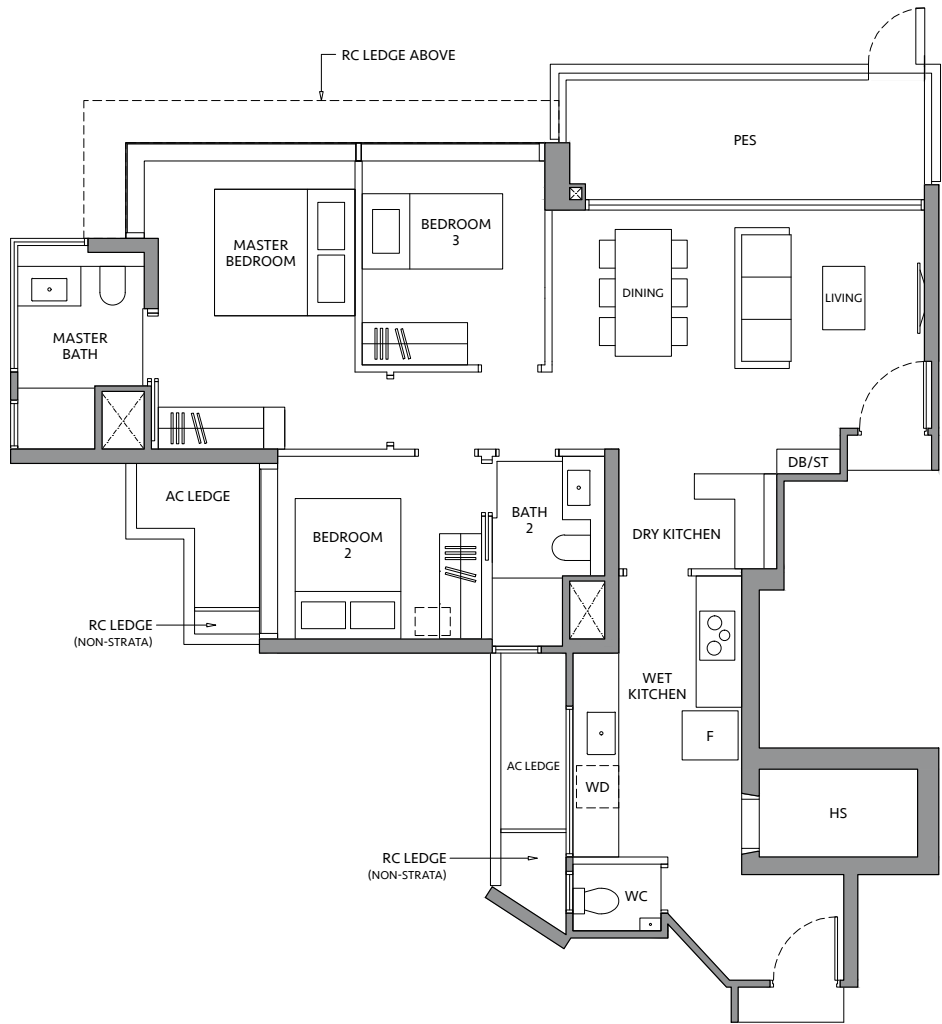 RC LEDGE ABOVE
PES
MASTER
BEDROOM
BEDROOM
3
DINING
LIVING
MASTER
BATH
DB/ST
AC LEDGE
BEDROOM
2
BATH
2
DRY KITCHEN
RC LEDGE
(NON-STRATA)
WET
KITCHEN
F
AC LEDGE
WD
HS
RC LEDGE
(NON-STRATA)
WC